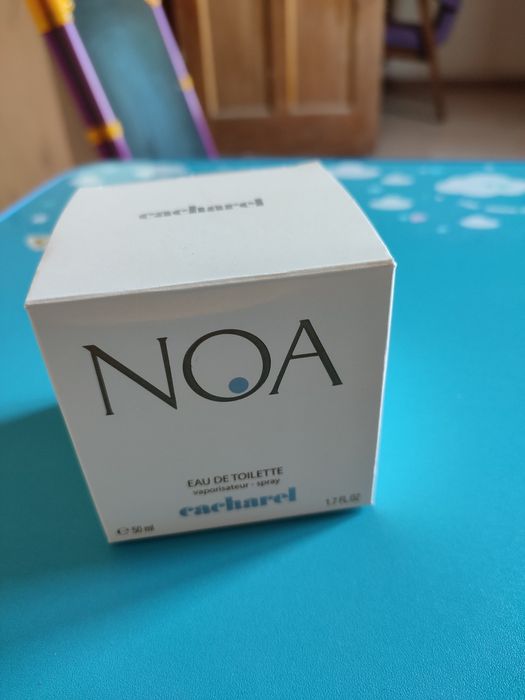 cacharel
NOA
EAU DE TOILETTE
vaporisateur - spray
cacharel
℮ 50 ml
1.7 FL.OZ